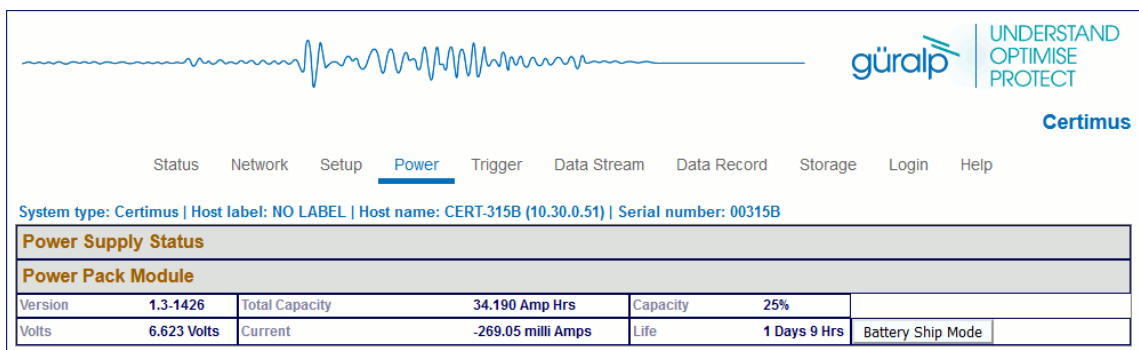 güralp
UNDERSTAND
OPTIMISE
PROTECT
Certimus
Status Network Setup Power Trigger Data Stream Data Record Storage Login Help
System type: Certimus | Host label: NO LABEL | Host name: CERT-315B (10.30.0.51) | Serial number: 00315B
Power Supply Status
Power Pack Module
Version 1.3-1426 Total Capacity 34.190 Amp Hrs Capacity 25%
Volts 6.623 Volts Current -269.05 milli Amps Life 1 Days 9 Hrs Battery Ship Mode